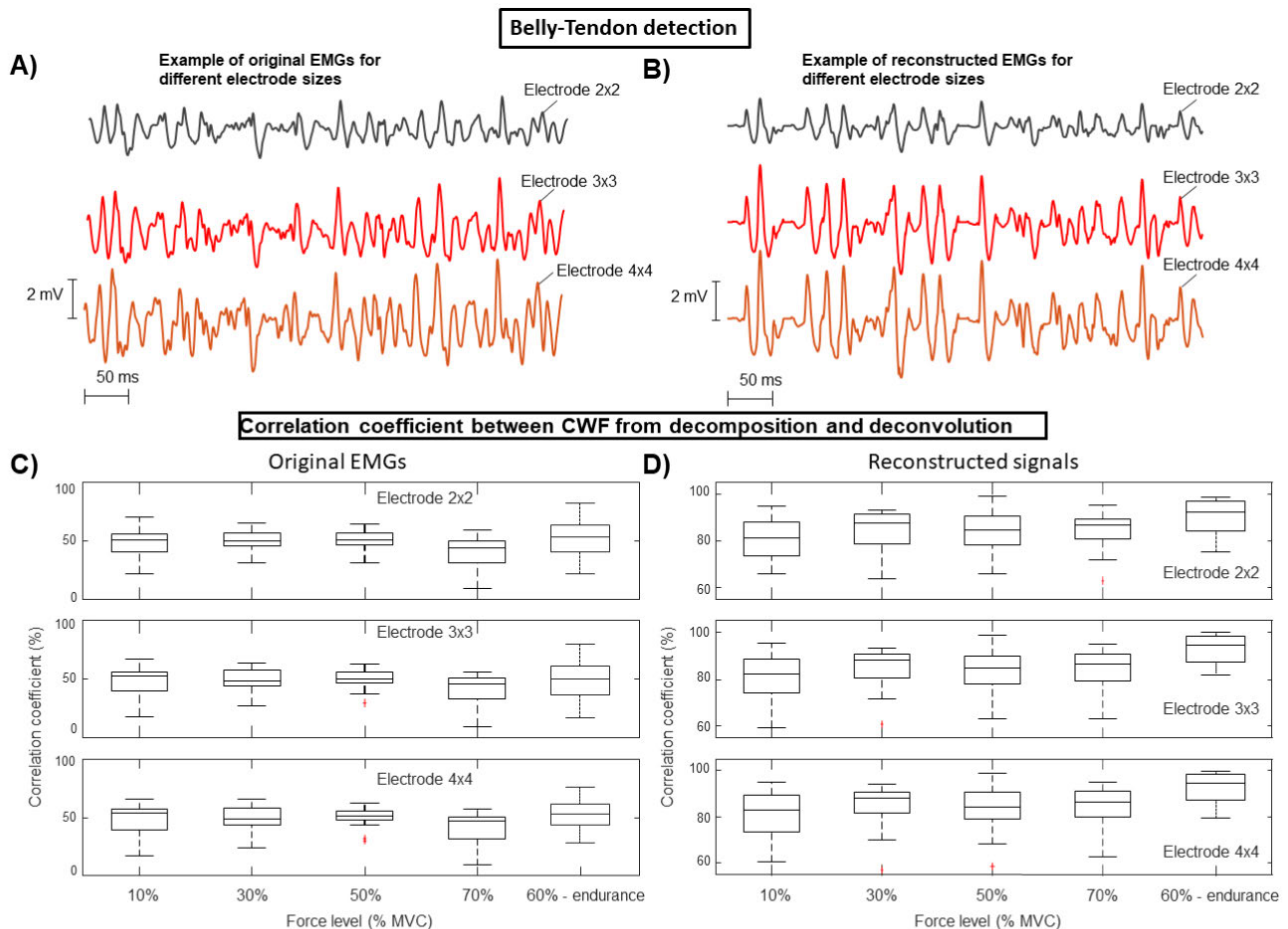 Belly-Tendon detection
A)
Example of original EMGs for
different electrode sizes
Electrode 2x2
Electrode 3x3
Electrode 4x4
2 mV
50 ms
B)
Example of reconstructed EMGs for
different electrode sizes
Electrode 2x2
Electrode 3x3
Electrode 4x4
2 mV
50 ms
Correlation coefficient between CWF from decomposition and deconvolution
C)
Original EMGs
Correlation coefficient (%)
100
50
0
Electrode 2x2
100
50
0
Electrode 3x3
100
50
0
Electrode 4x4
10% 30% 50% 70% 60% - endurance
Force level (% MVC)
D)
Reconstructed signals
Correlation coefficient (%)
100
80
60
Electrode 2x2
100
80
60
Electrode 3x3
100
80
60
Electrode 4x4
10% 30% 50% 70% 60% - endurance
Force level (% MVC)